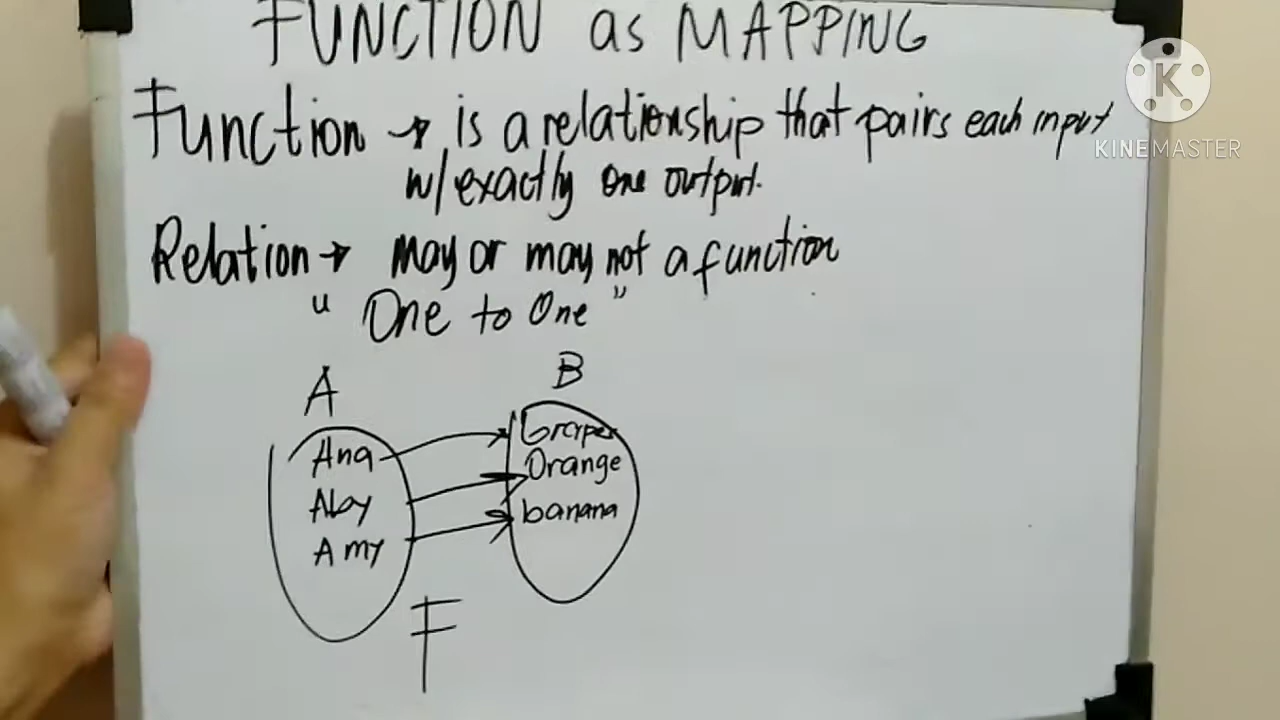 FUNCTION as MAPPING
K
KINEMASTER
Function → is a relationship that pairs each input
w/ exactly one output.
Relation → may or may not a function
" One to One "
A B
Ana Grapes
Aby Orange
Amy banana
F